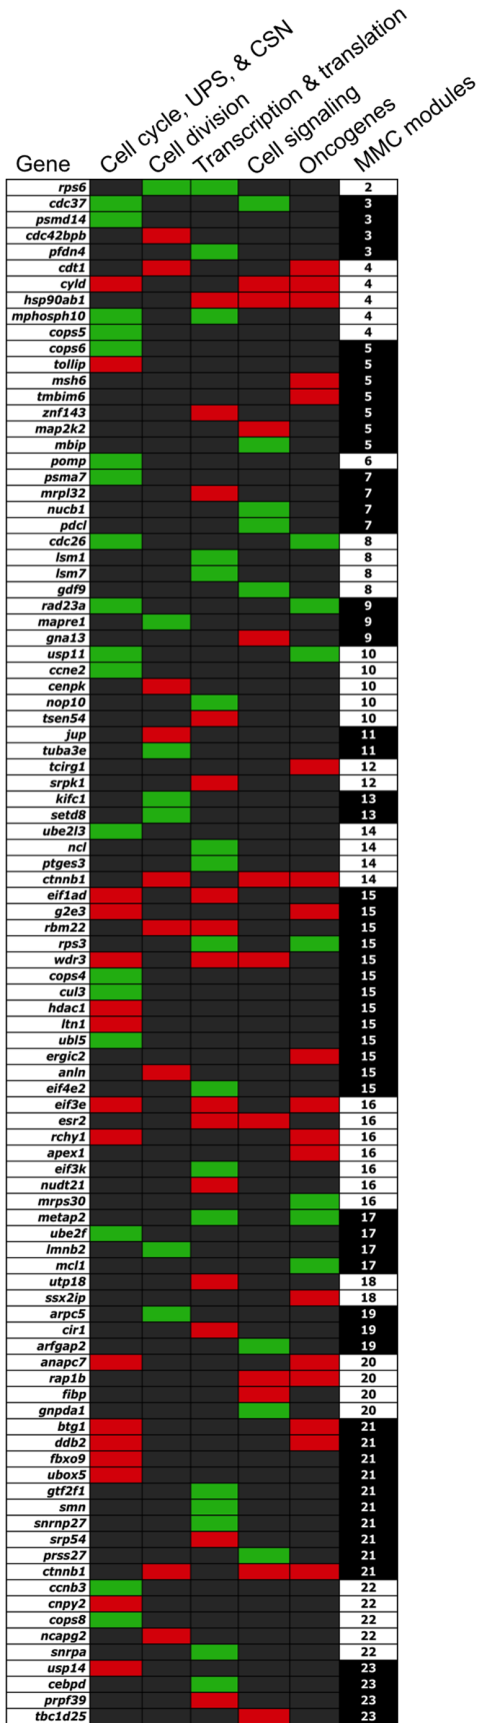 Gene Cell cycle, UPS, & CSN Cell division Transcription & translation Cell signaling Oncogenes MMC modules
rps6 2
cdc37 3
psmd14 3
cdc42bpb 3
pfdn4 3
cdt1 4
cyld 4
hsp90ab1 4
mphosph10 4
cops5 4
cops6 5
tollip 5
msh6 5
tmbim6 5
znf143 5
map2k2 5
mbip 5
pomp 6
psma7 7
mrpl32 7
nucb1 7
pdcl 7
cdc26 8
lsm1 8
lsm7 8
gdf9 8
rad23a 9
mapre1 9
gna13 9
usp11 10
ccne2 10
cenpk 10
nop10 10
tsen54 10
jup 11
tuba3e 11
tcirg1 12
srpk1 12
kifc1 13
setd8 13
ube2l3 14
ncl 14
ptges3 14
ctnnb1 14
eif1ad 15
g2e3 15
rbm22 15
rps3 15
wdr3 15
cops4 15
cul3 15
hdac1 15
ltn1 15
ubl5 15
ergic2 15
anln 15
eif4e2 15
eif3e 16
esr2 16
rchy1 16
apex1 16
eif3k 16
nudt21 16
mrps30 16
metap2 17
ube2f 17
lmnb2 17
mcl1 17
utp18 18
ssx2ip 18
arpc5 19
cir1 19
arfgap2 19
anapc7 20
rap1b 20
fibp 20
gnpda1 20
btg1 21
ddb2 21
fbxo9 21
ubox5 21
gtf2f1 21
smn 21
snrnp27 21
srp54 21
prss27 21
ctnnb1 21
ccnb3 22
cnpy2 22
cops8 22
ncapg2 22
snrpa 22
usp14 23
cebpd 23
prpf39 23
tbc1d25 23